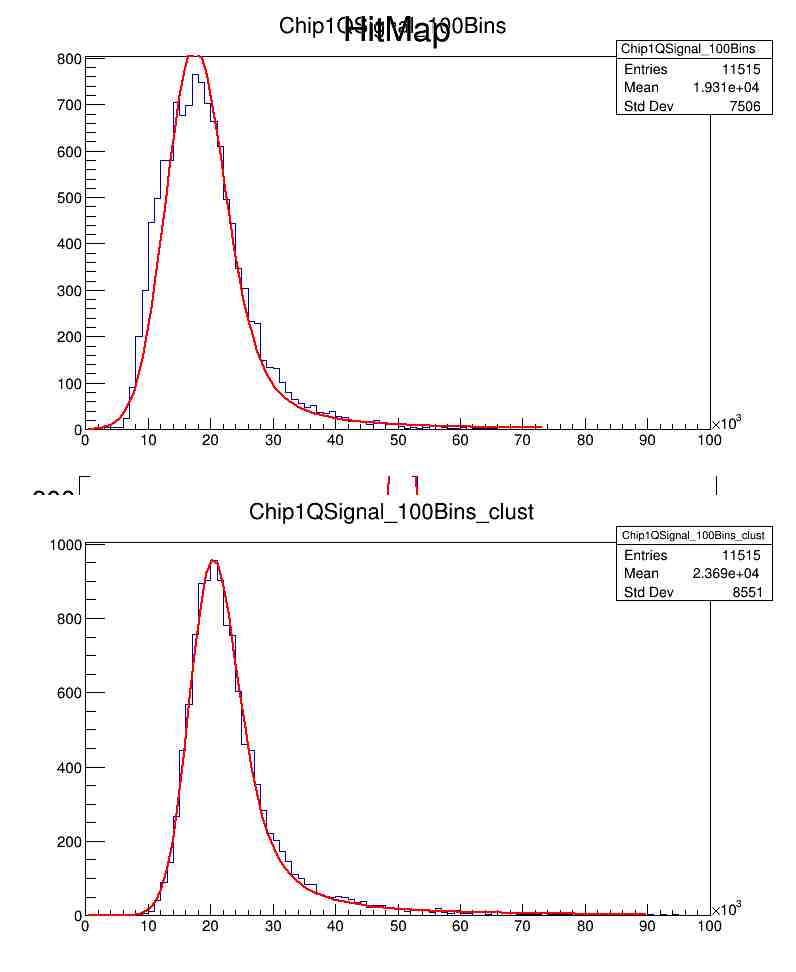 Chip1QSignal_100Bins
HitMap
Chip1QSignal_100Bins
Entries 11515
Mean 1.931e+04
Std Dev 7506
800
700
600
500
400
300
200
100
0
0 10 20 30 40 50 60 70 80 90 100
×10³
Chip1QSignal_100Bins_clust
Chip1QSignal_100Bins_clust
Entries 11515
Mean 2.369e+04
Std Dev 8551
1000
800
600
400
200
0
0 10 20 30 40 50 60 70 80 90 100
×10³